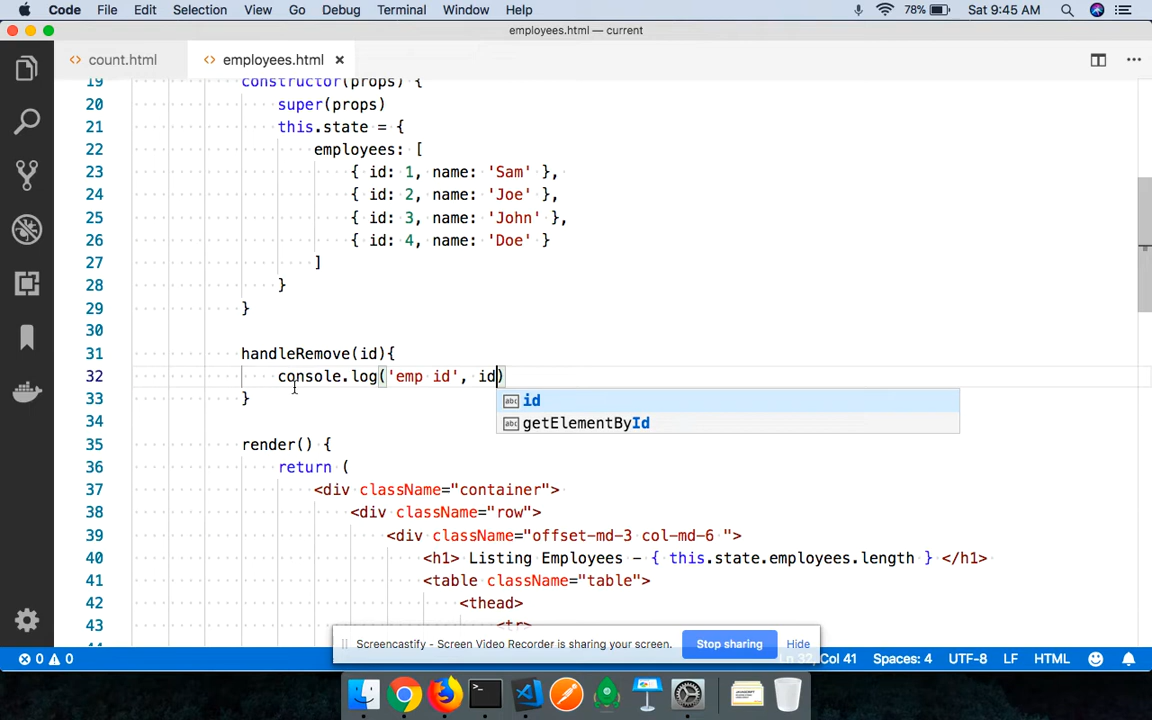 Code File Edit Selection View Go Debug Terminal Window Help 78% Sat 9:45 AM
employees.html — current
count.html employees.html
19 constructor(props) {
20 super(props)
21 this.state = {
22 employees: [
23 { id: 1, name: 'Sam' },
24 { id: 2, name: 'Joe' },
25 { id: 3, name: 'John' },
26 { id: 4, name: 'Doe' }
27 ]
28 }
29 }
30
31 handleRemove(id){
32 console.log('emp id', id)
33 }
id
getElementById
34
35 render() {
36 return (
37 <div className="container">
38 <div className="row">
39 <div className="offset-md-3 col-md-6 ">
40 <h1> Listing Employees - { this.state.employees.length } </h1>
41 <table className="table">
42 <thead>
43 <tr>
Screencastify - Screen Video Recorder is sharing your screen. Stop sharing Hide
0 0 Ln 32, Col 41 Spaces: 4 UTF-8 LF HTML